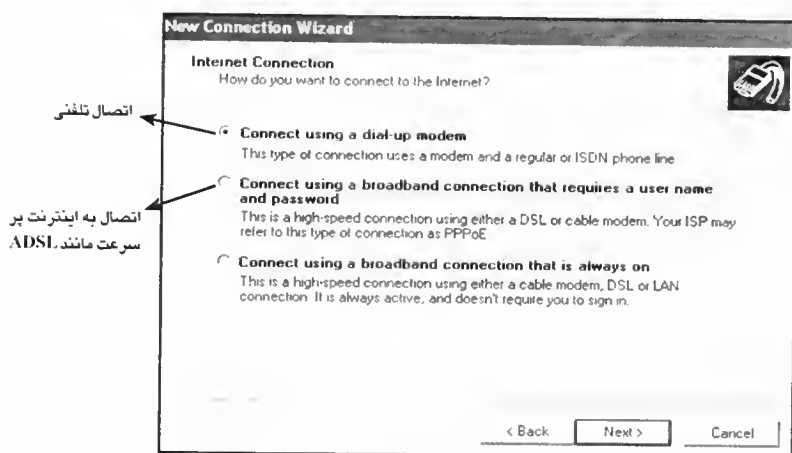 New Connection Wizard
Internet Connection
How do you want to connect to the Internet?
اتصال تلفنی
Connect using a dial-up modem
This type of connection uses a modem and a regular or ISDN phone line
اتصال به اینترنت پر
سرعت مانند ADSL
Connect using a broadband connection that requires a user name
and password
This is a high-speed connection using either a DSL or cable modem. Your ISP may
refer to this type of connection as PPPoE
Connect using a broadband connection that is always on
This is a high-speed connection using either a cable modem, DSL or LAN
connection. It is always active, and doesn't require you to sign in.
< Back
Next >
Cancel